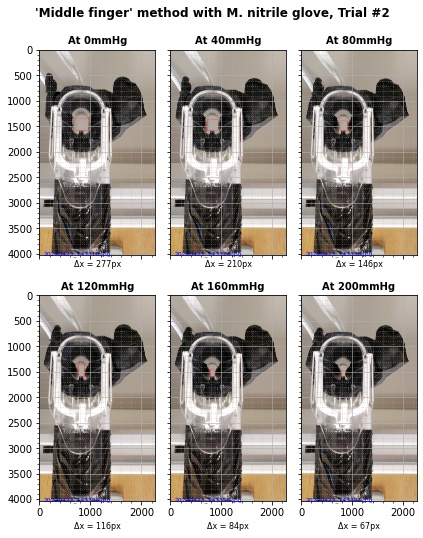 'Middle finger' method with M. nitrile glove, Trial #2
At 0mmHg
At 40mmHg
At 80mmHg
0
500
1000
1500
2000
2500
3000
3500
4000
Δx = 277px
Δx = 210px
Δx = 146px
At 120mmHg
At 160mmHg
At 200mmHg
0
500
1000
1500
2000
2500
3000
3500
4000
0 1000 2000
0 1000 2000
0 1000 2000
Δx = 116px
Δx = 84px
Δx = 67px